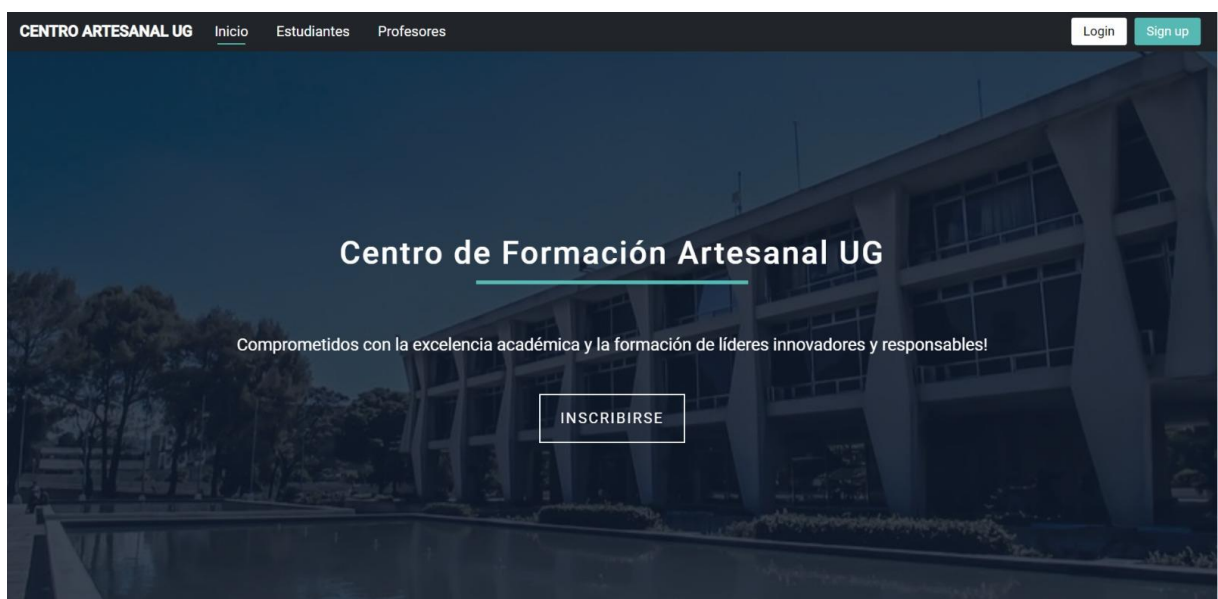 CENTRO ARTESANAL UG Inicio Estudiantes Profesores Login Sign up
Centro de Formación Artesanal UG
Comprometidos con la excelencia académica y la formación de líderes innovadores y responsables!
INSCRIBIRSE